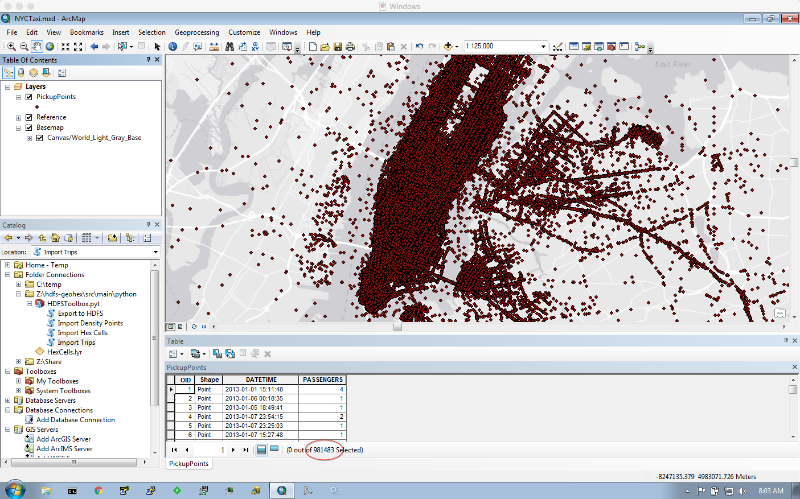 Windows
NYCTaxi.mxd - ArcMap
File Edit View Bookmarks Insert Selection Geoprocessing Customize Windows Help
1:125,000
Table Of Contents
Layers
PickupPoints
Reference
Basemap
Canvas/World_Light_Gray_Base
East River
Catalog
Location: Import Trips
Home - Temp
Folder Connections
C:\temp
Z:\hdfs-geohex\src\main\python
HDFSToolbox.pyt
Export to HDFS
Import Density Points
Import Hex Cells
Import Trips
HexCells.lyr
Z:\Share
Toolboxes
My Toolboxes
System Toolboxes
Database Servers
Database Connections
Add Database Connection
GIS Servers
Add ArcGIS Server
Add ArcIMS Server
Table
PickupPoints
OID Shape DATETIME PASSENGERS
1 Point 2013-01-01 15:11:48 4
2 Point 2013-01-06 00:18:35 1
3 Point 2013-01-05 18:49:41 1
4 Point 2013-01-07 23:54:15 2
5 Point 2013-01-07 23:25:03 1
6 Point 2013-01-07 15:27:48 1
1 (0 out of 981483 Selected)
PickupPoints
-8247135.379 4983071.726 Meters
8:03 AM